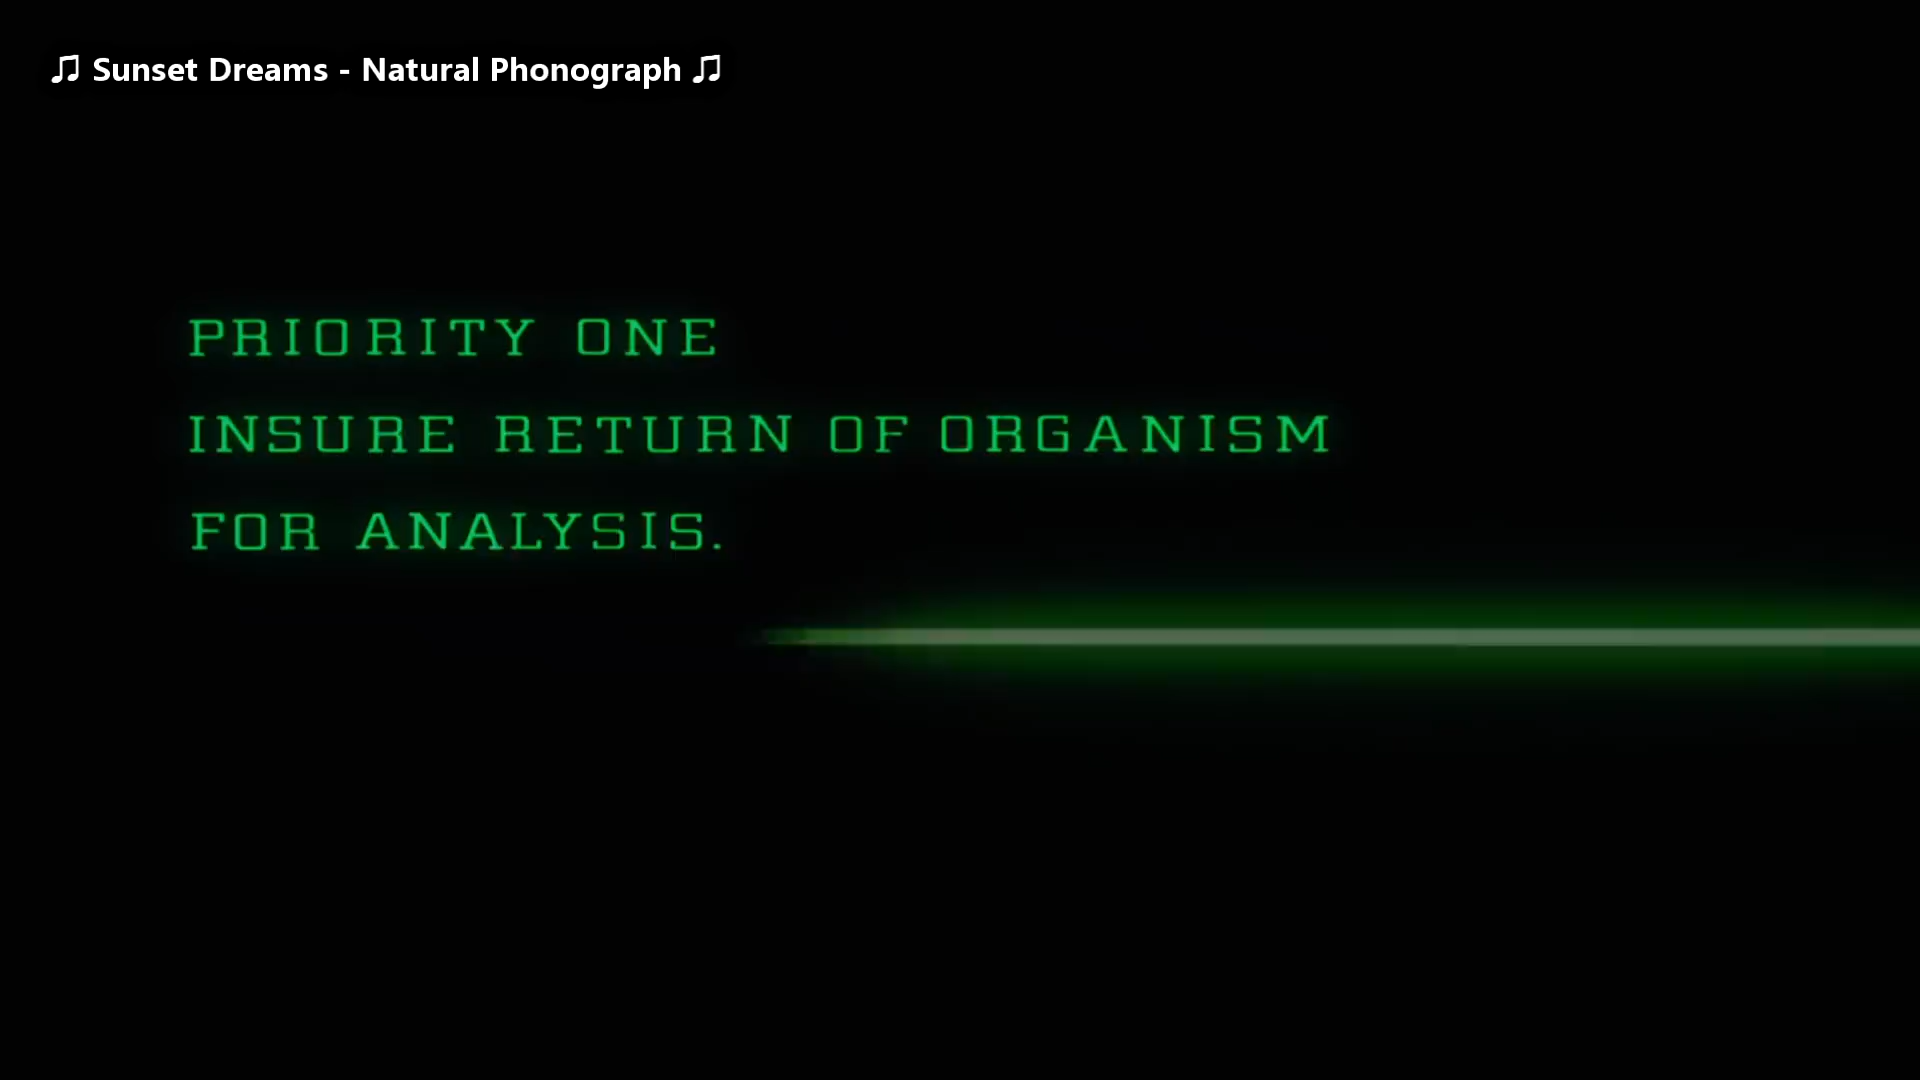 ♫ Sunset Dreams - Natural Phonograph ♫
PRIORITY ONE
INSURE RETURN OF ORGANISM
FOR ANALYSIS.